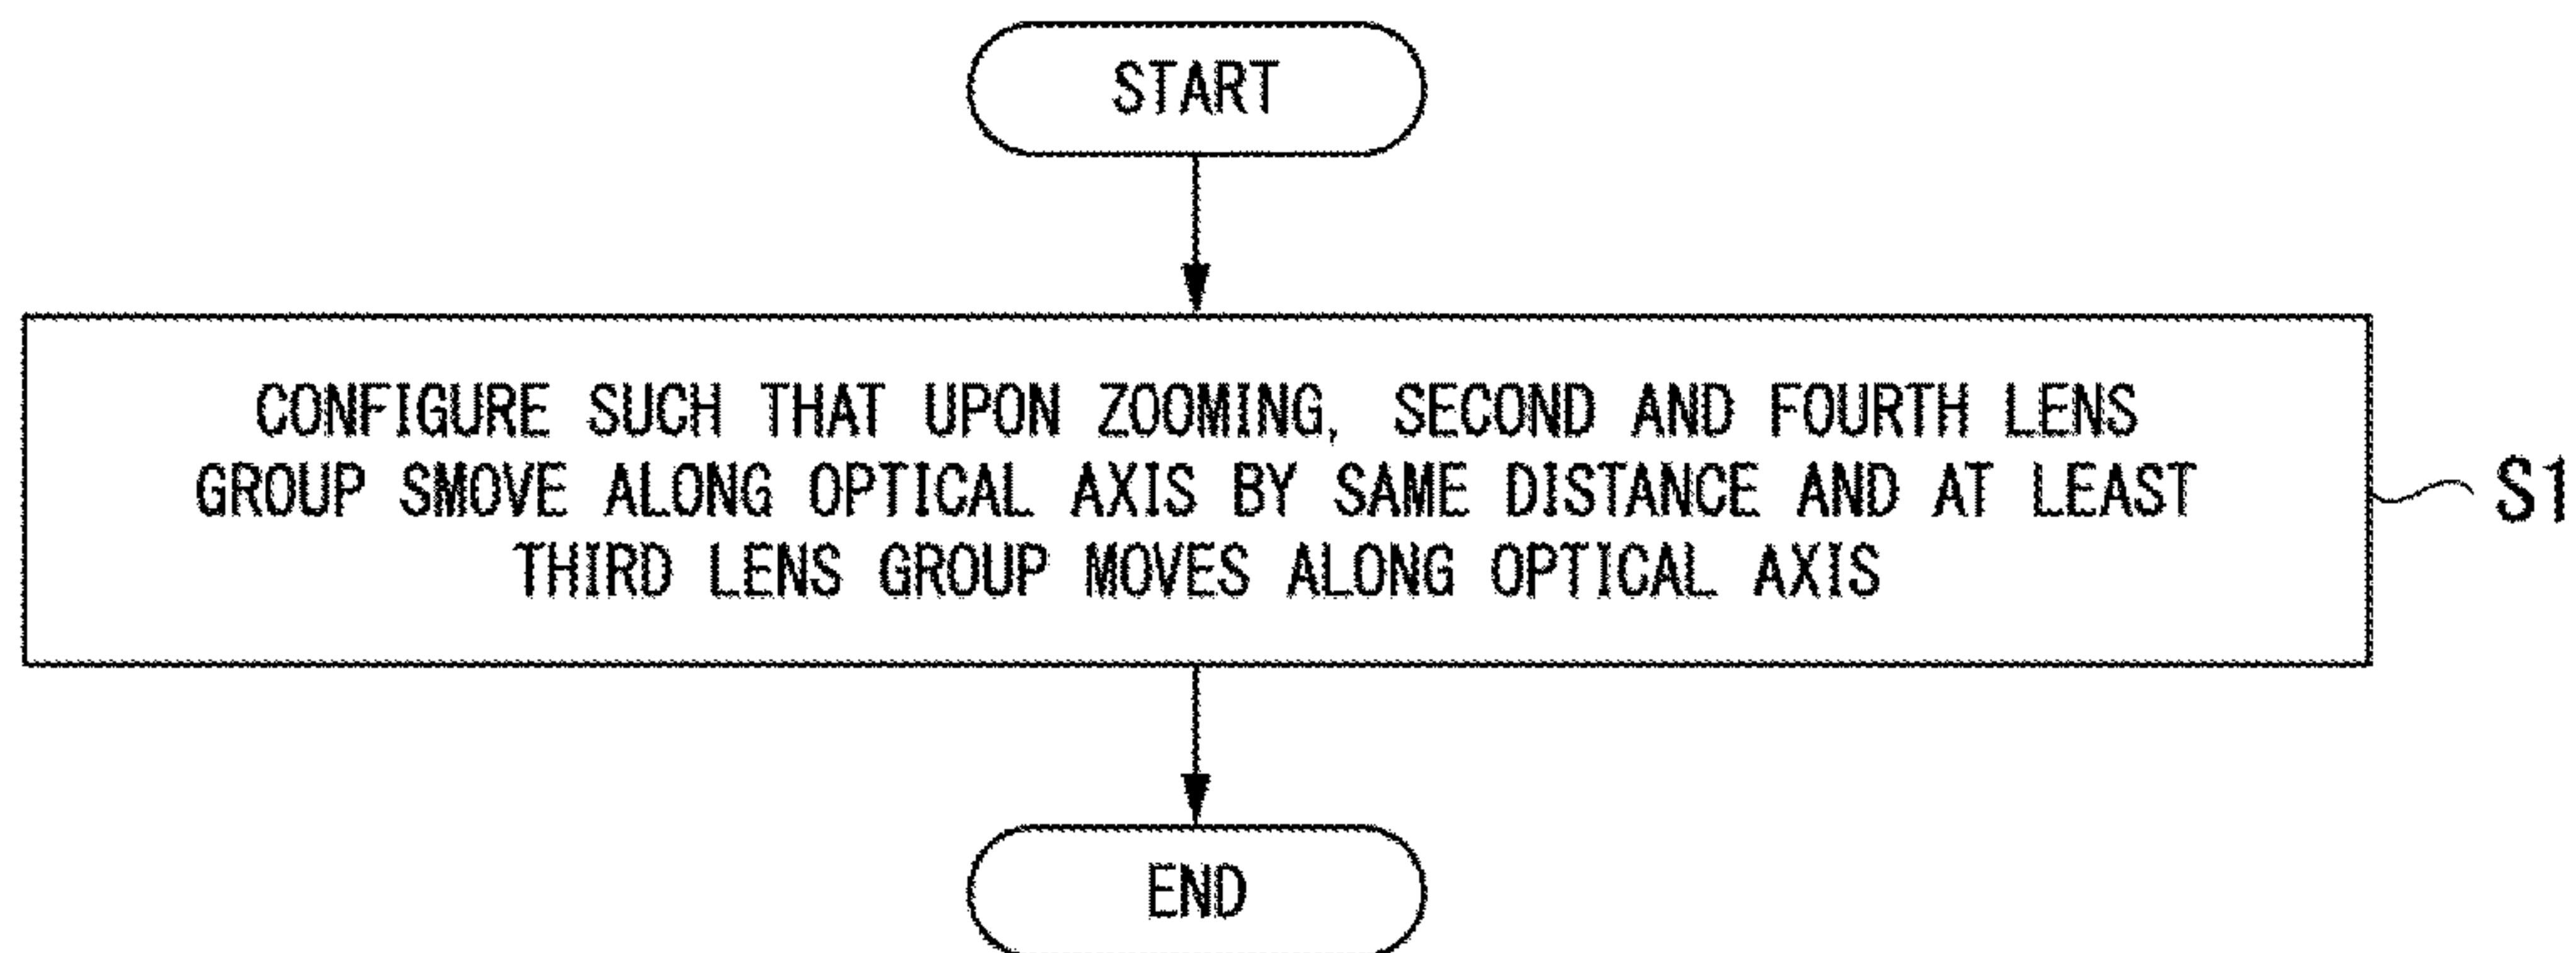 START
CONFIGURE SUCH THAT UPON ZOOMING, SECOND AND FOURTH LENS
GROUP SMOVE ALONG OPTICAL AXIS BY SAME DISTANCE AND AT LEAST
THIRD LENS GROUP MOVES ALONG OPTICAL AXIS
S1
END